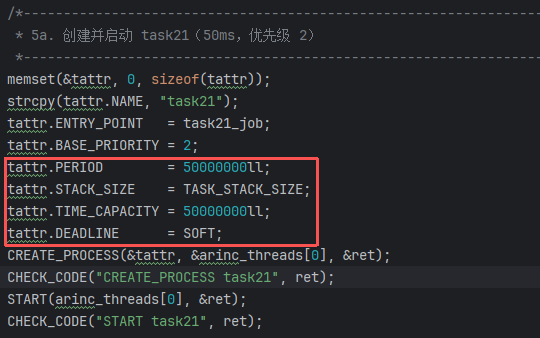 /*------------------------------------------------------------
 * 5a. 创建并启动 task21（50ms，优先级 2）
 *------------------------------------------------------------
memset(&tattr, 0, sizeof(tattr));
strcpy(tattr.NAME, "task21");
tattr.ENTRY_POINT   = task21_job;
tattr.BASE_PRIORITY = 2;
tattr.PERIOD        = 50000000ll;
tattr.STACK_SIZE    = TASK_STACK_SIZE;
tattr.TIME_CAPACITY = 50000000ll;
tattr.DEADLINE      = SOFT;
CREATE_PROCESS(&tattr, &arinc_threads[0], &ret);
CHECK_CODE("CREATE_PROCESS task21", ret);
START(arinc_threads[0], &ret);
CHECK_CODE("START task21", ret);